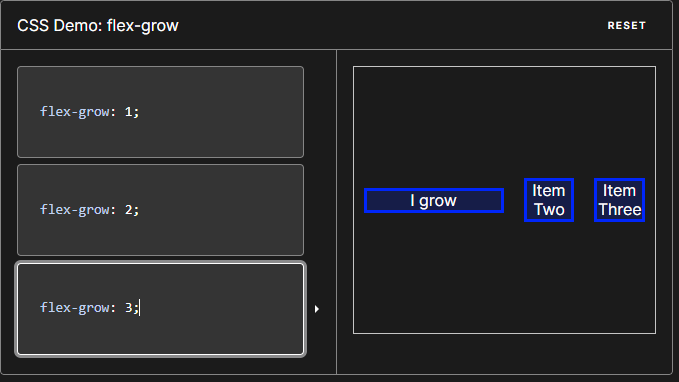 CSS Demo: flex-grow
RESET
flex-grow: 1;
flex-grow: 2;
flex-grow: 3;
I grow
Item
Two
Item
Three